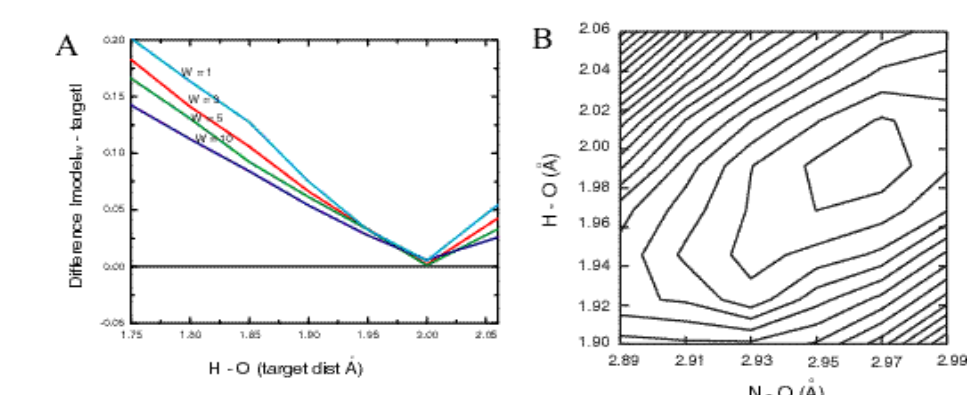 A
0.20
0.15
0.10
0.05
0.00
-0.05
W = 1
W = 3
W = 5
W = 10
1.75 1.80 1.85 1.90 1.95 2.00 2.05
H - O (target dist Å)
B
2.06
2.04
2.02
2.00
1.98
1.96
1.94
1.92
1.90
H - O (Å)
2.89 2.91 2.93 2.95 2.97 2.99
N - O (Å)